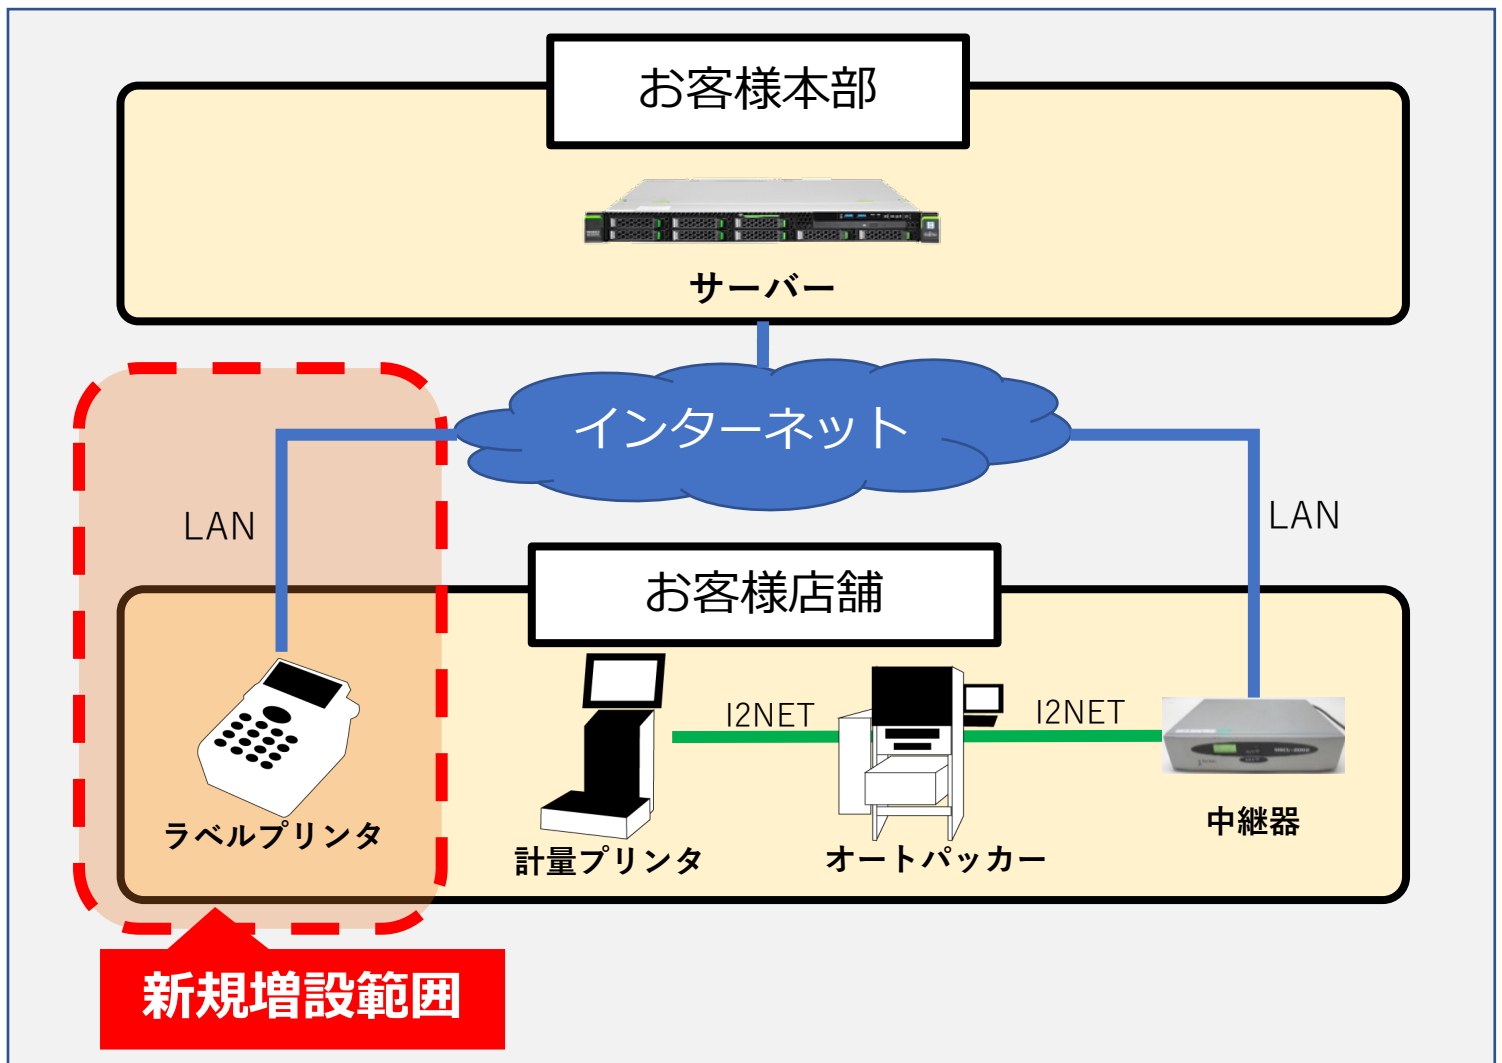 お客様本部
サーバー
インターネット
LAN
LAN
お客様店舗
I2NET
I2NET
ラベルプリンタ
計量プリンタ
オートパッカー
中継器
新規増設範囲